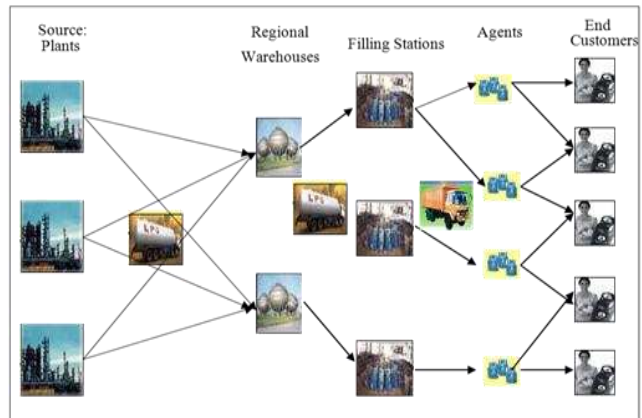 Source:
Plants
Regional
Warehouses
Filling Stations
Agents
End
Customers
LPG
LPG